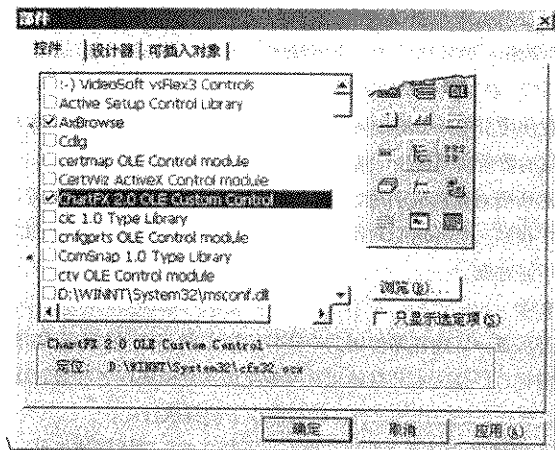 部件
控件 设计器 可插入对象
:-) VideoSoft vsFlex3 Controls
Active Setup Control Library
AxBrowse
Cdlg
certmap OLE Control module
CertWiz ActiveX Control module
ChartFX 2.0 OLE Custom Control
cic 1.0 Type Library
cnfgprts OLE Control module
ComSnap 1.0 Type Library
ctv OLE Control module
D:\WINNT\System32\msconf.dll
浏览(B)...
只显示选定项(S)
ChartFX 2.0 OLE Custom Control
定位: D:\WINNT\System32\cfx32.ocx
确定 取消 应用(A)